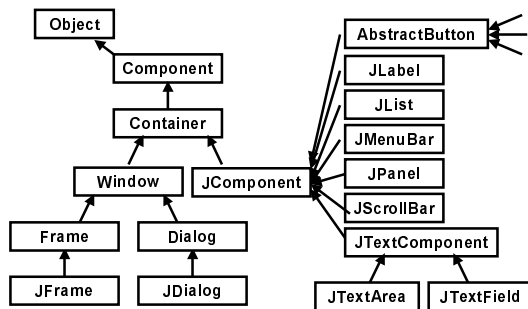 Object
Component
Container
Window
JComponent
Frame
Dialog
JFrame
JDialog
AbstractButton
JLabel
JList
JMenuBar
JPanel
JScrollBar
JTextComponent
JTextArea
JTextField